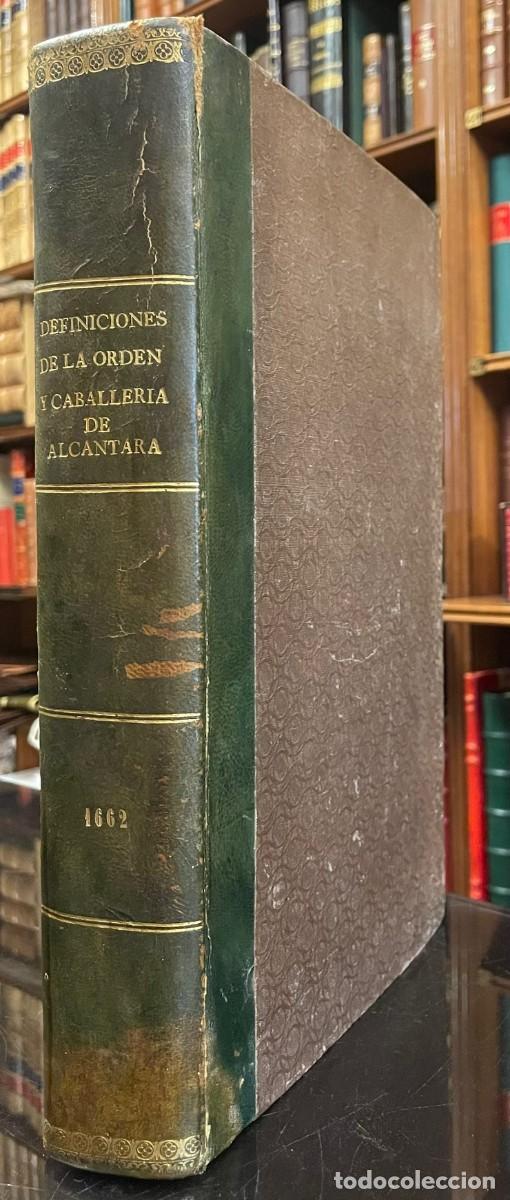 DEFINICIONES
DE LA ORDEN
Y CABALLERIA
DE
ALCANTARA
1662
todocoleccion